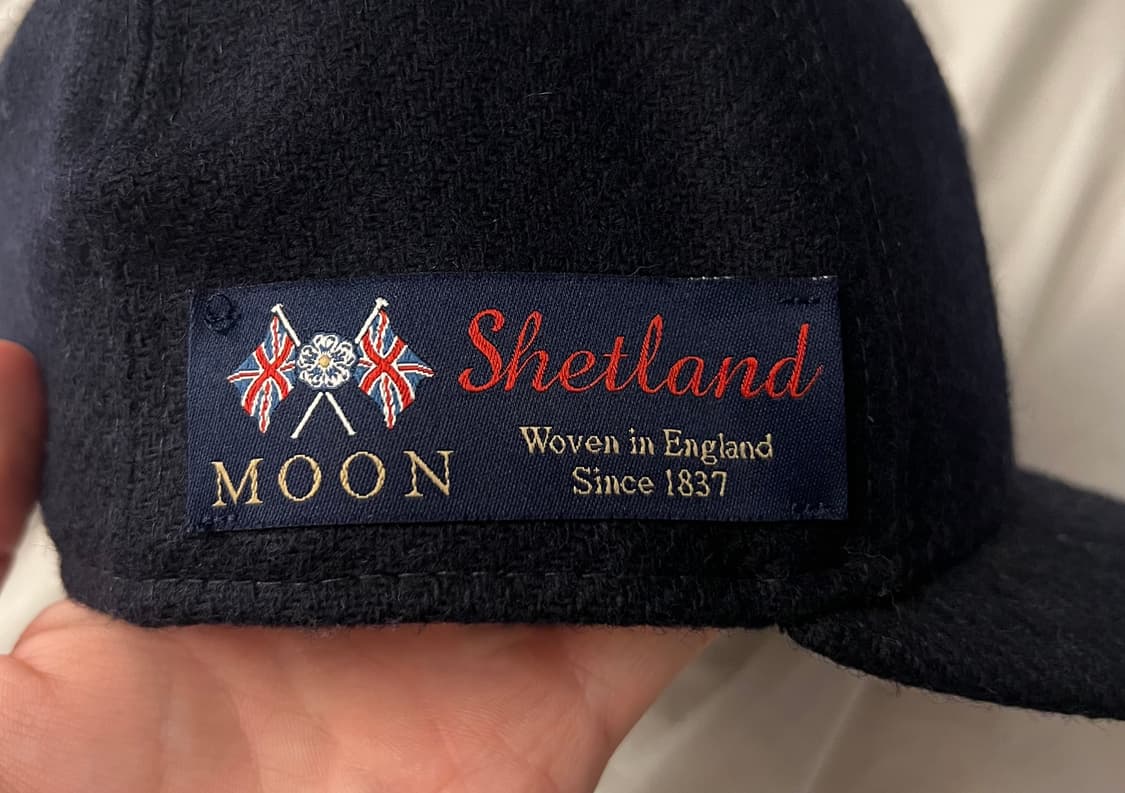 MOON
Shetland
Woven in England
Since 1837